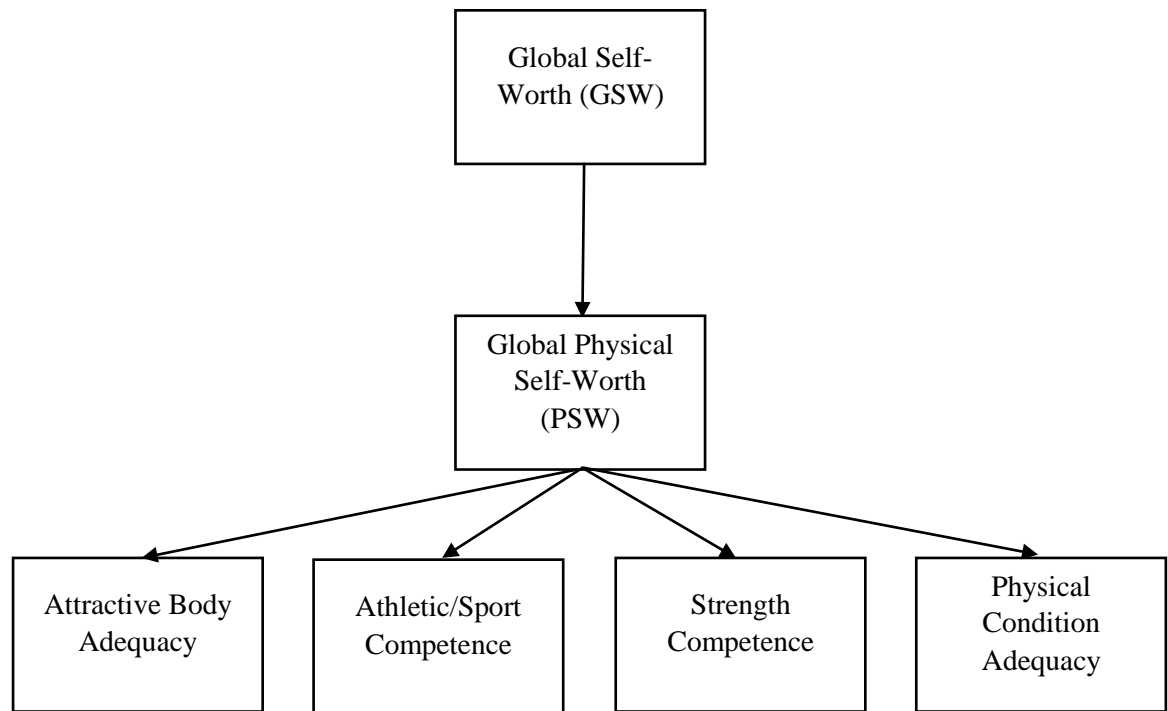 Global Self-
Worth (GSW)
Global Physical
Self-Worth
(PSW)
Attractive Body
Adequacy
Athletic/Sport
Competence
Strength
Competence
Physical
Condition
Adequacy